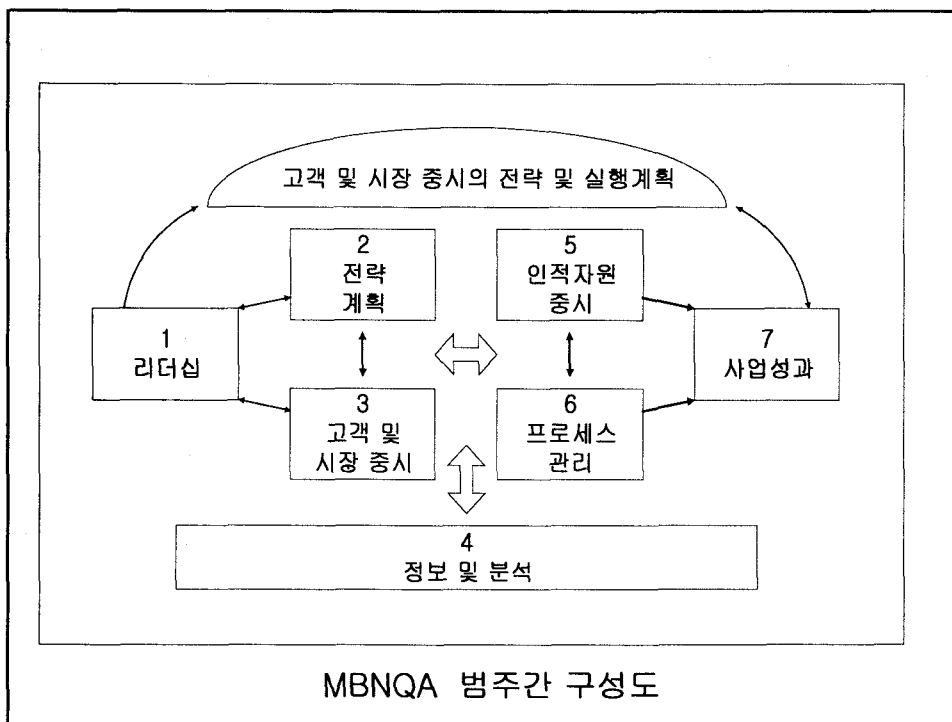 고객 및 시장 중시의 전략 및 실행계획
1
리더십
2
전략
계획
3
고객 및
시장 중시
5
인적자원
중시
6
프로세스
관리
7
사업성과
4
정보 및 분석
MBNQA 범주간 구성도